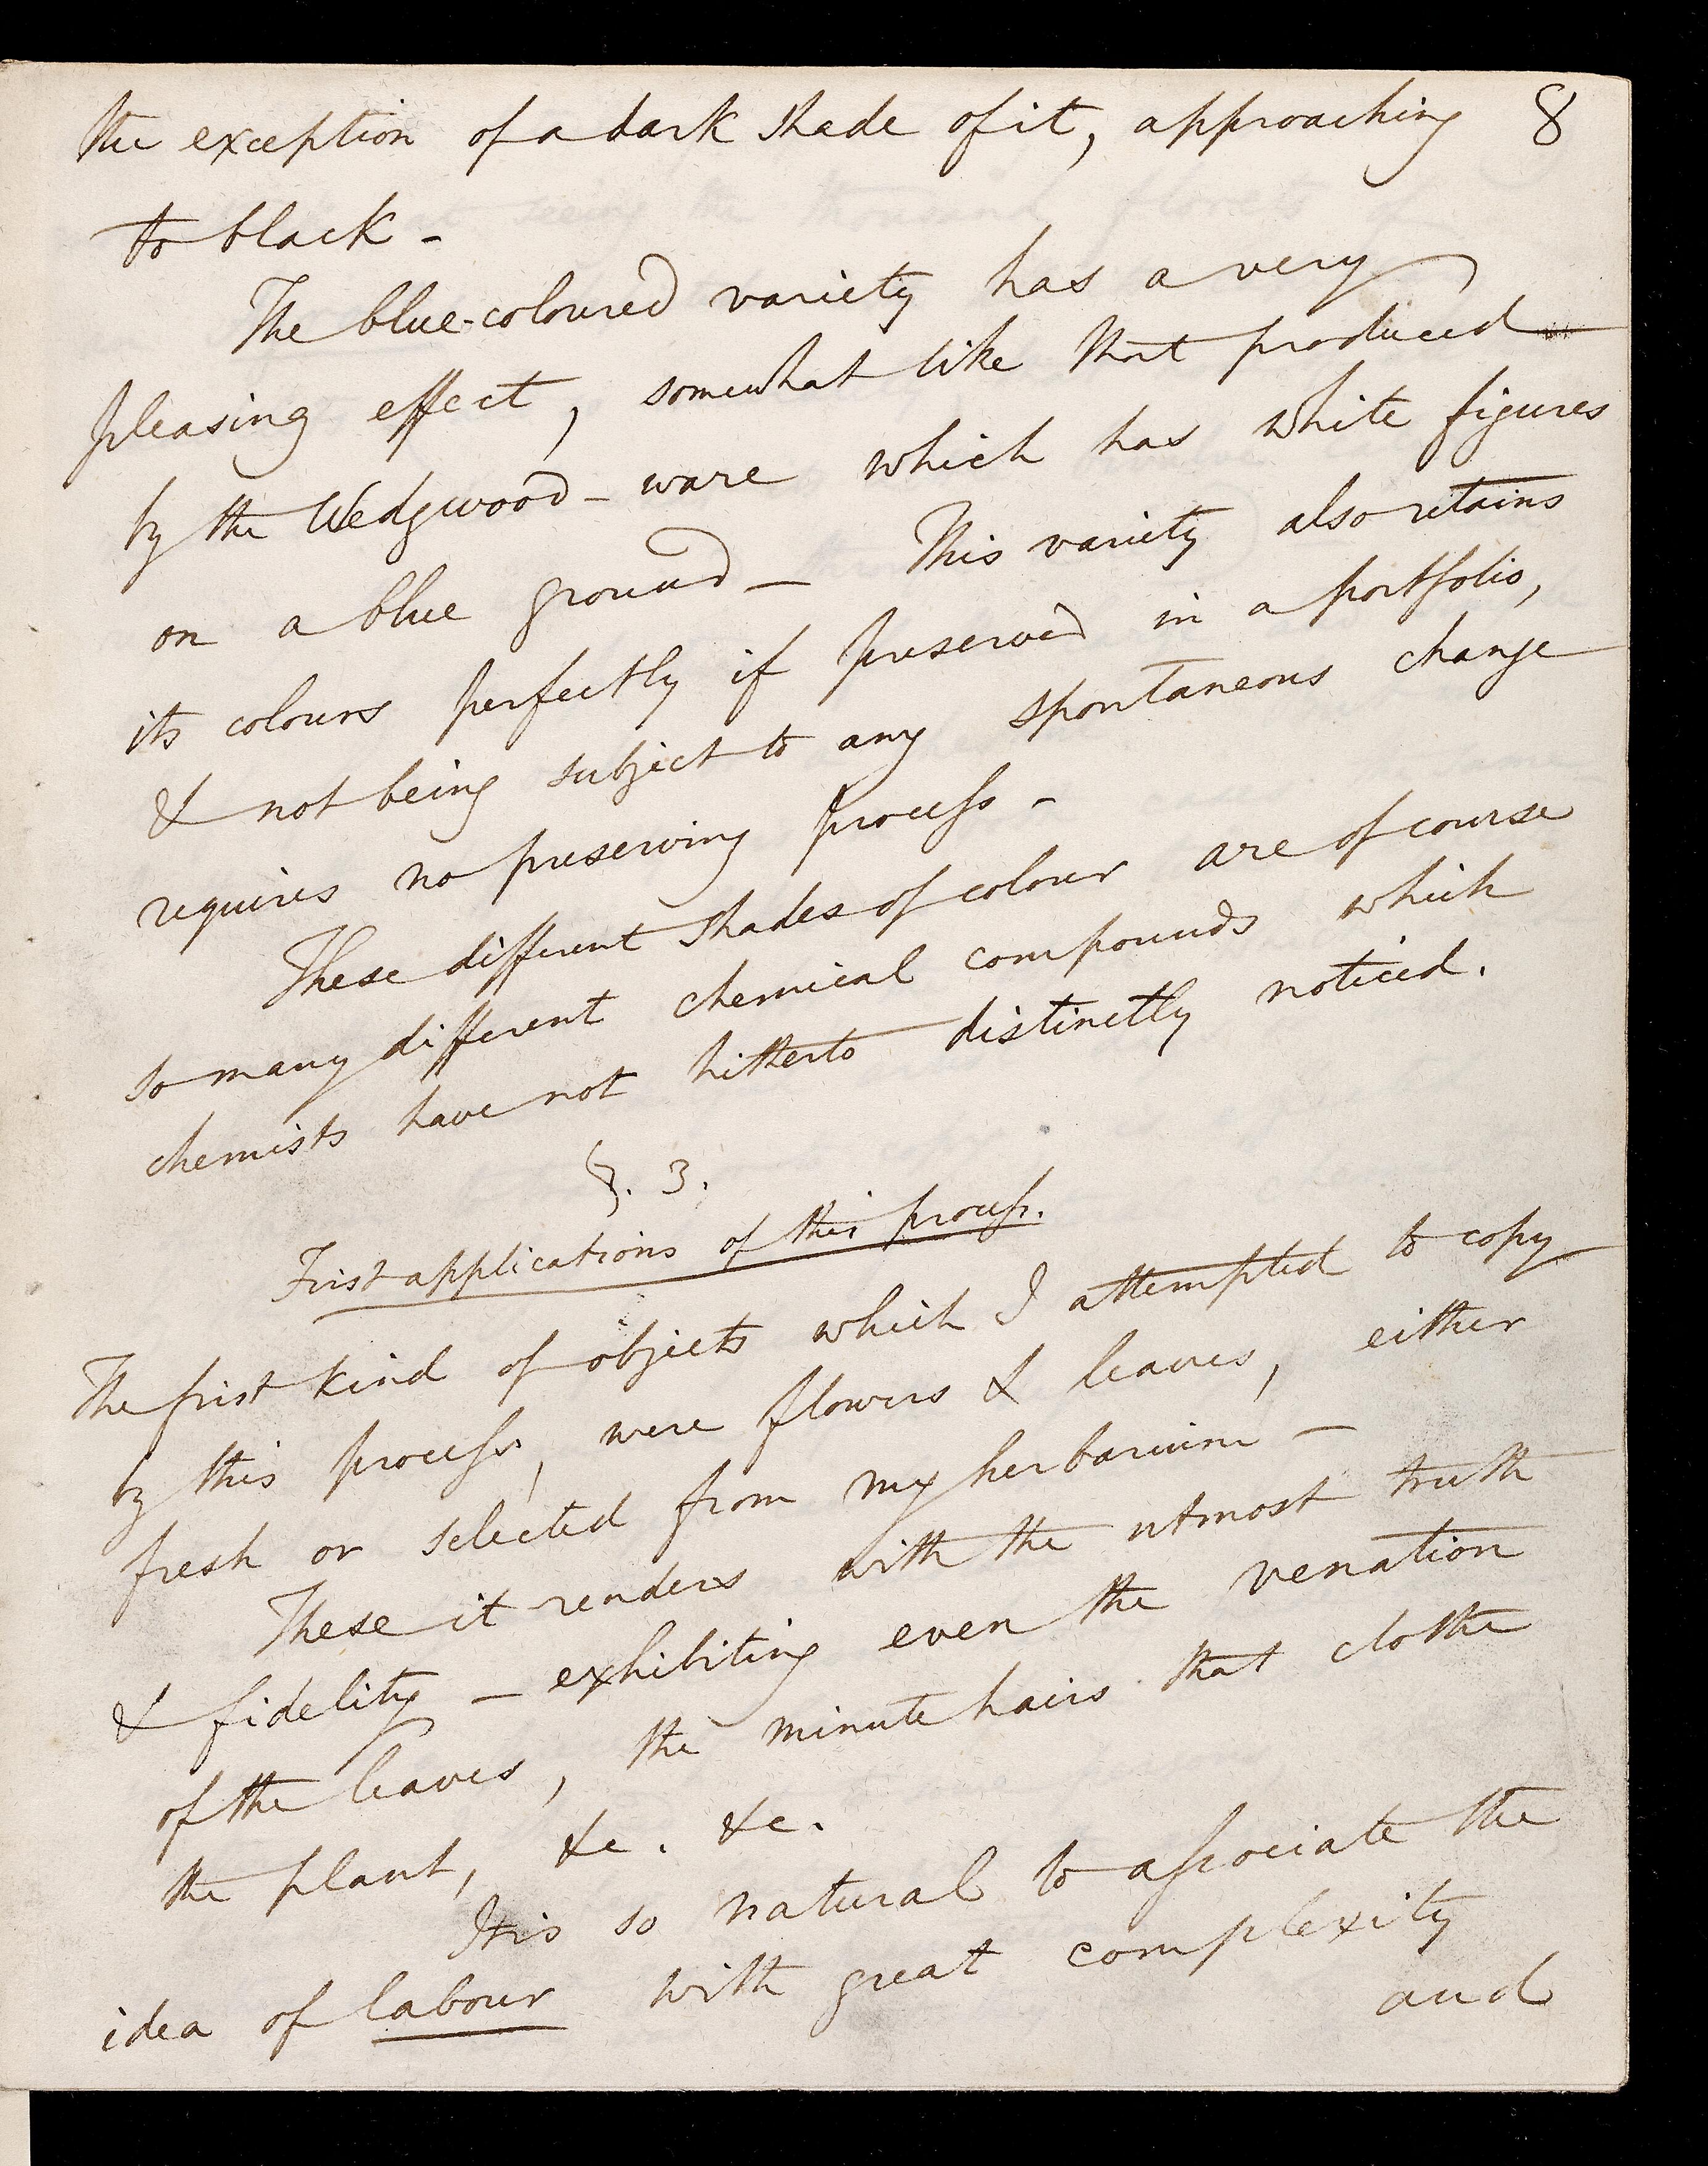 the exception of a dark shade of it, approaching 8
to black -
The blue-coloured variety has a very
pleasing effect, somewhat like that produced
by the Wedgwood-ware which has white figures
on a blue ground - This variety also retains
its colours perfectly if preserved in a portfolio,
& not being subject to any spontaneous change
requires no preserving process -
These different shades of colour are of course
so many different chemical compounds which
chemists have not hitherto distinctly noticed.
§. 3.
First applications of this process.
The first kind of objects which I attempted to copy
by this process, were flowers & leaves, either
fresh or selected from my herbarium -
These it renders with the utmost truth
& fidelity - exhibiting even the venation
of the leaves, the minute hairs that clothe
the plant, &c. &c.
It is so natural to associate the
idea of labour with great complexity
and